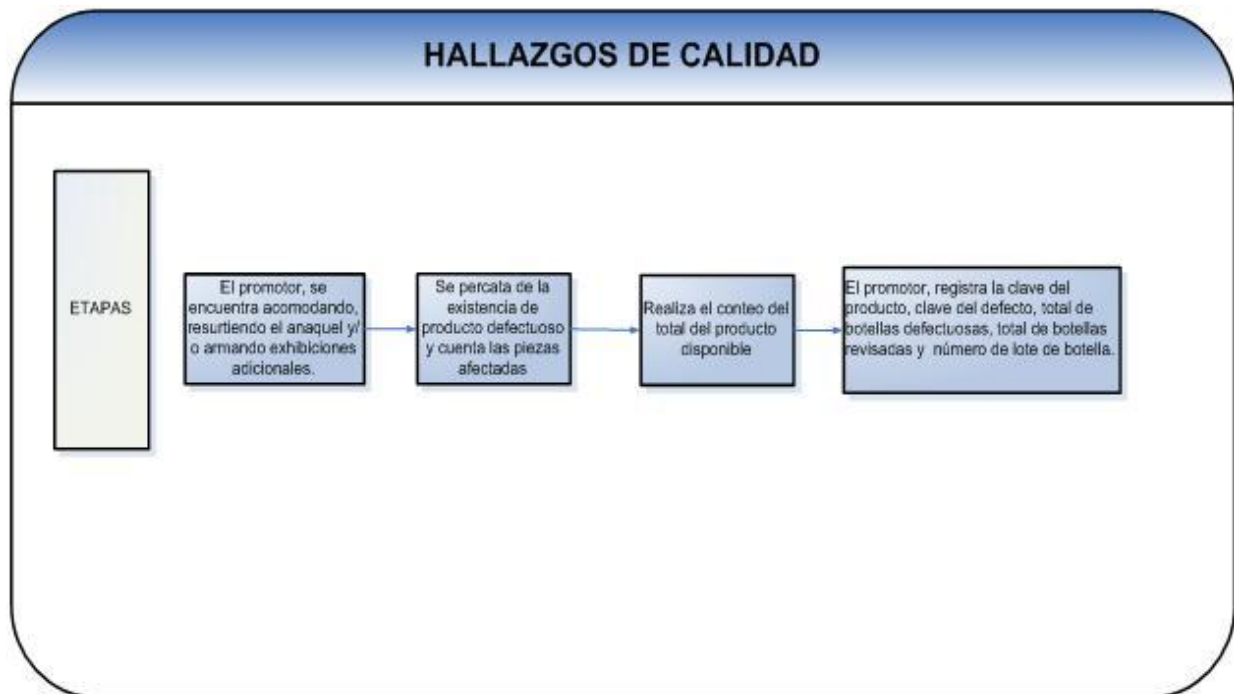 HALLAZGOS DE CALIDAD
ETAPAS
El promotor, se
encuentra acomodando,
resurtiendo el anaquel y/
o armando exhibiciones
adicionales.
Se percata de la
existencia de
producto defectuoso
y cuenta las piezas
afectadas
Realiza el conteo del
total del producto
disponible
El promotor, registra la clave del
producto, clave del defecto, total de
botellas defectuosas, total de botellas
revisadas y número de lote de botella.